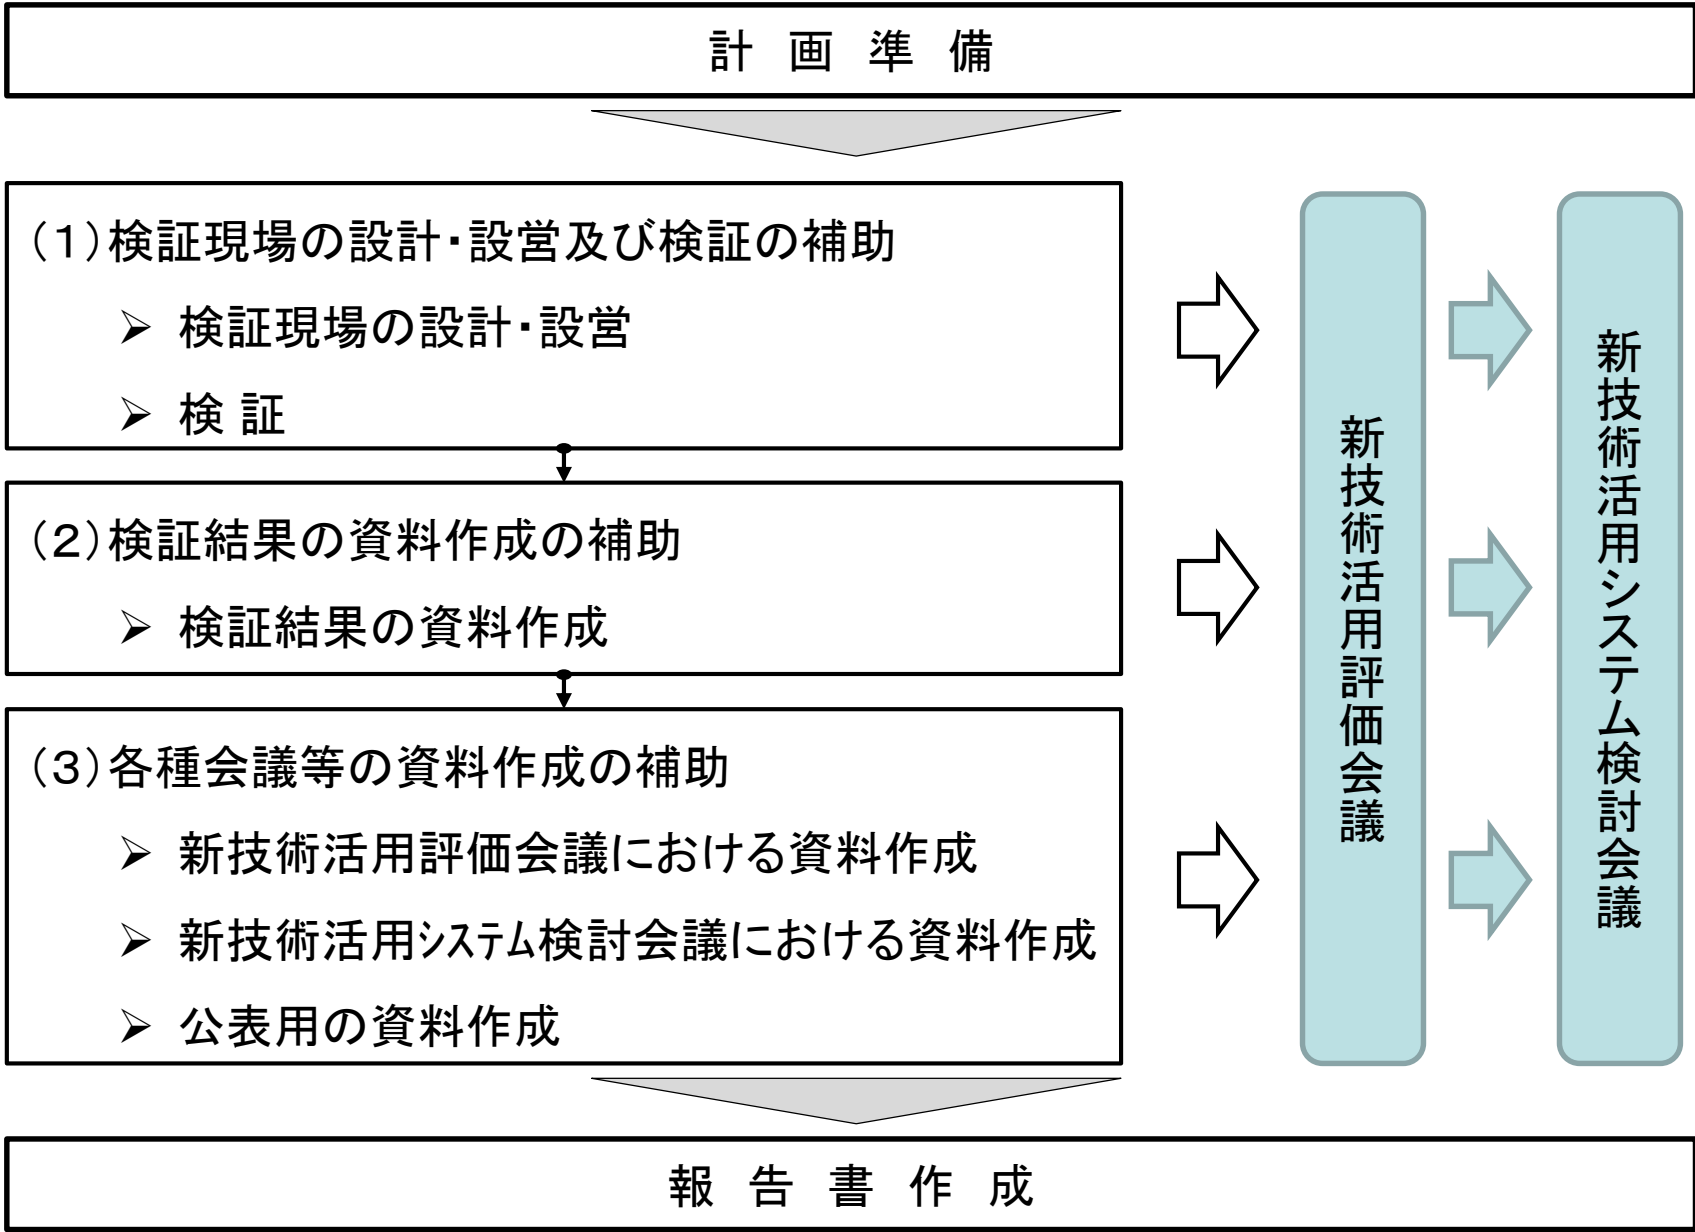 計 画 準 備
（1）検証現場の設計・設営及び検証の補助
➢ 検証現場の設計・設営
➢ 検 証
（2）検証結果の資料作成の補助
➢ 検証結果の資料作成
（3）各種会議等の資料作成の補助
➢ 新技術活用評価会議における資料作成
➢ 新技術活用ｼｽﾃﾑ検討会議における資料作成
➢ 公表用の資料作成
新技術活用評価会議
新技術活用システム検討会議
報 告 書 作 成